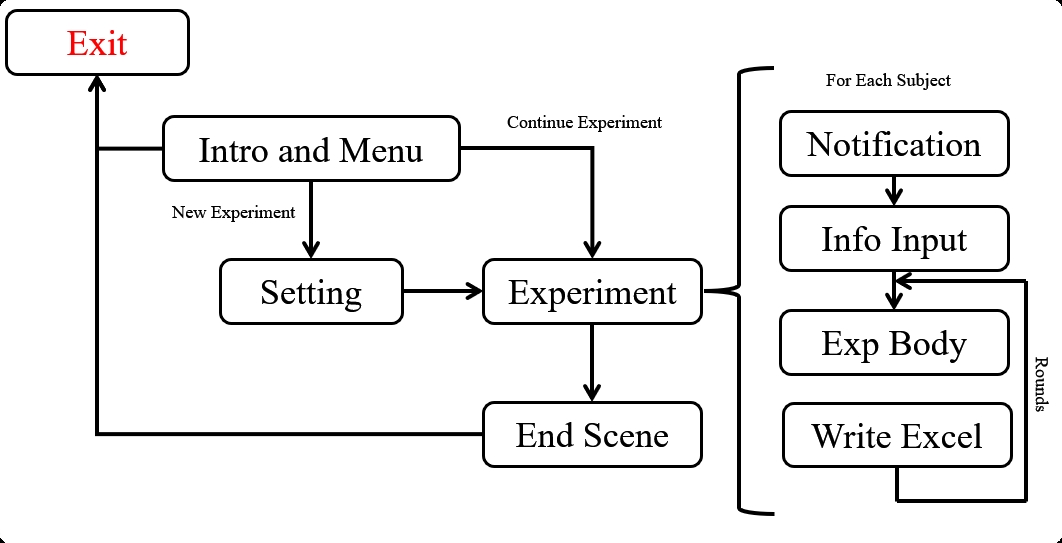 Exit
For Each Subject
Continue Experiment
Intro and Menu
Notification
New Experiment
Info Input
Setting
Experiment
Exp Body
Rounds
End Scene
Write Excel